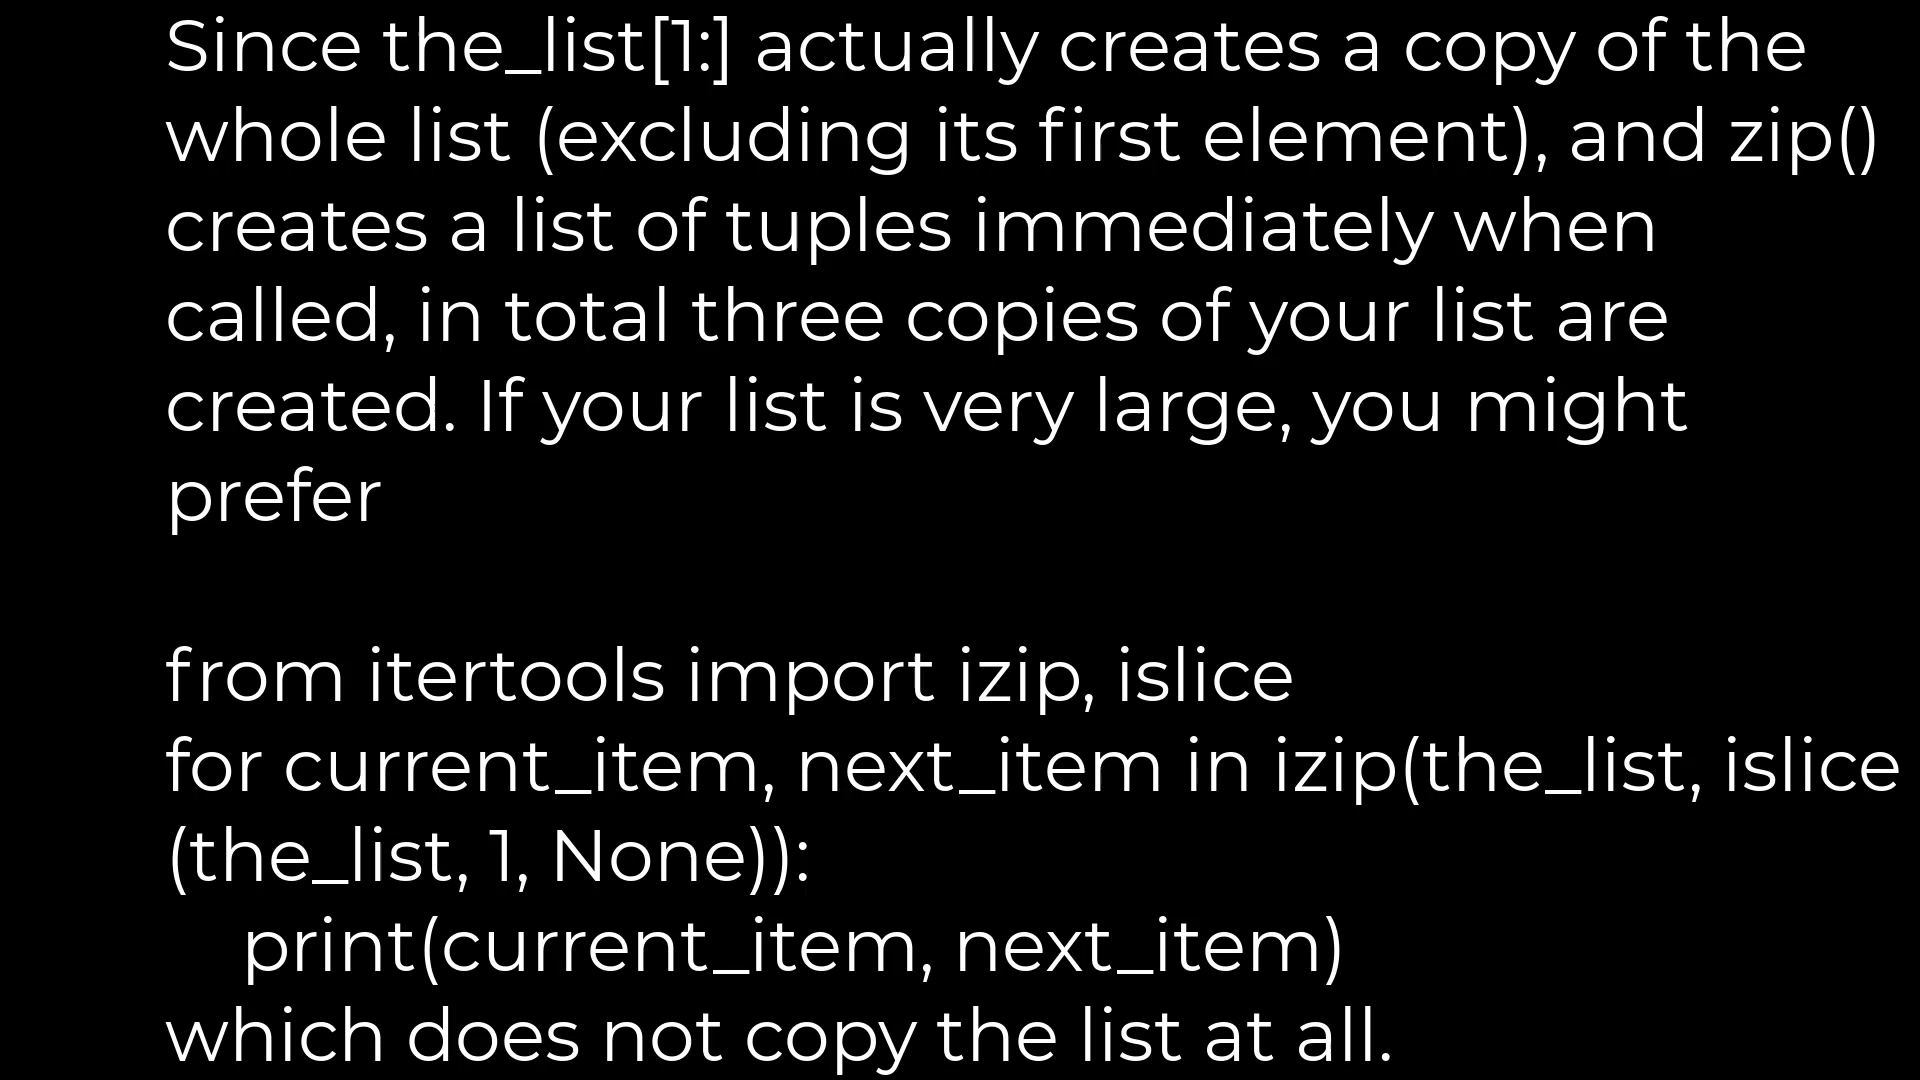 Since the_list[1:] actually creates a copy of the
whole list (excluding its first element), and zip()
creates a list of tuples immediately when
called, in total three copies of your list are
created. If your list is very large, you might
prefer

from itertools import izip, islice
for current_item, next_item in izip(the_list, islice
(the_list, 1, None)):
    print(current_item, next_item)
which does not copy the list at all.